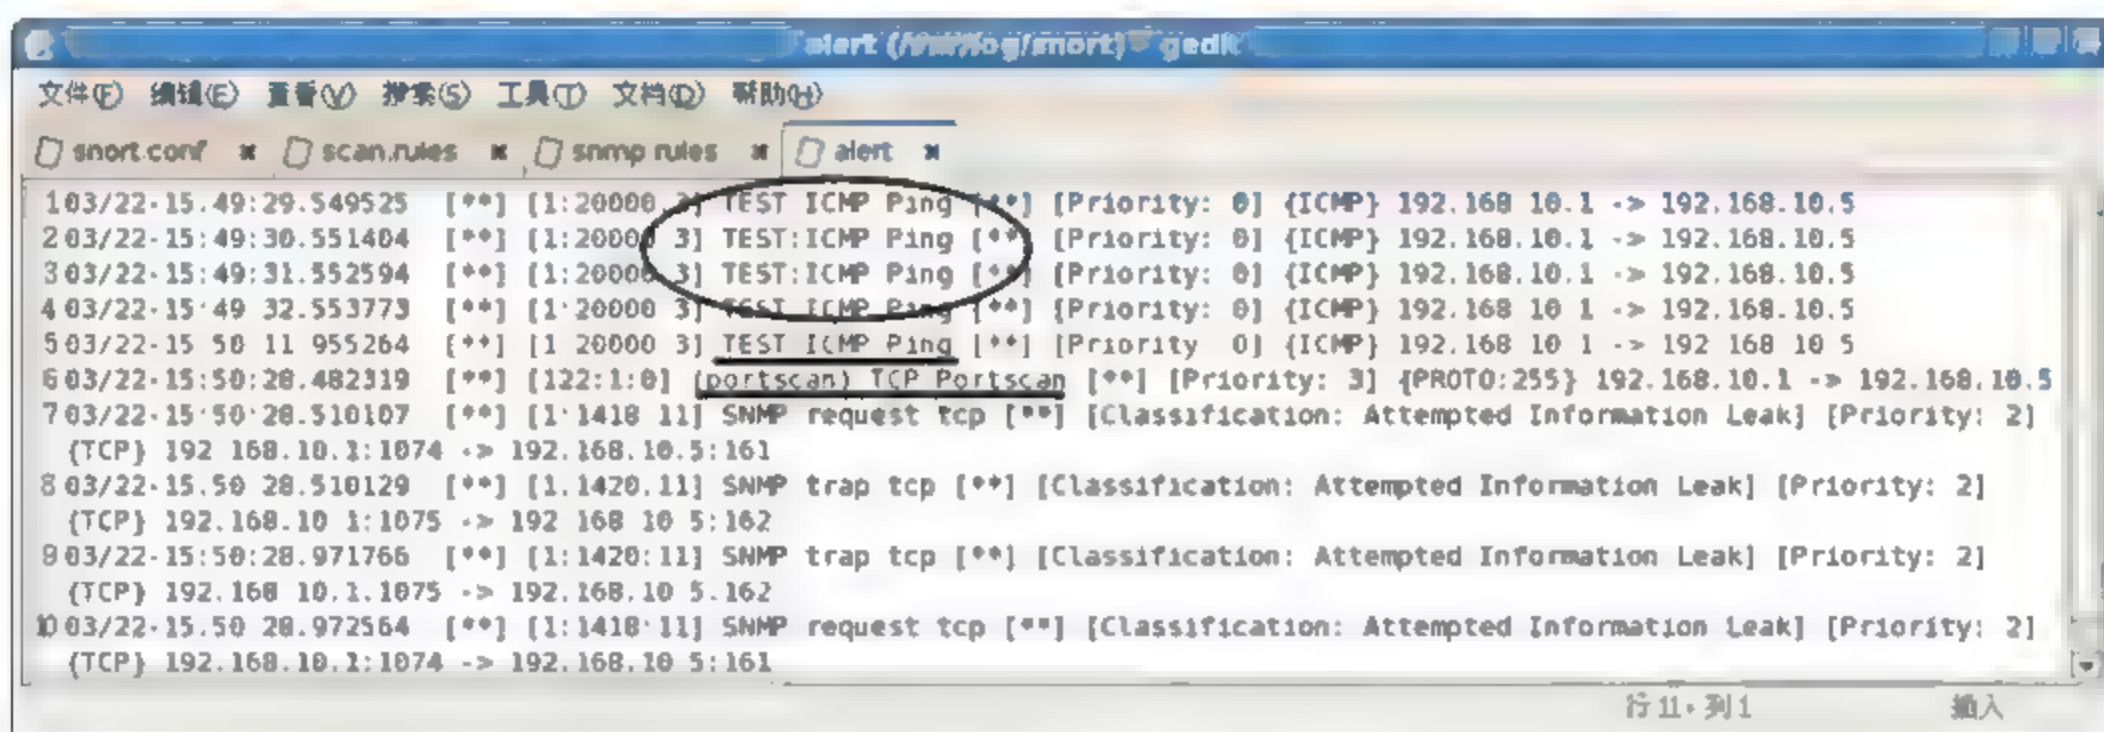 alert (/var/log/snort) - gedit
文件(F) 编辑(E) 查看(V) 搜索(S) 工具(T) 文档(D) 帮助(H)
snort.conf × scan.rules × snmp.rules × alert ×
1 03/22-15:49:29.549525 [**] [1:20000:3] TEST:ICMP Ping [**] [Priority: 0] {ICMP} 192.168.10.1 -> 192.168.10.5
2 03/22-15:49:30.551404 [**] [1:20000:3] TEST:ICMP Ping [**] [Priority: 0] {ICMP} 192.168.10.1 -> 192.168.10.5
3 03/22-15:49:31.552594 [**] [1:20000:3] TEST:ICMP Ping [**] [Priority: 0] {ICMP} 192.168.10.1 -> 192.168.10.5
4 03/22-15:49:32.553773 [**] [1:20000:3] TEST:ICMP Ping [**] [Priority: 0] {ICMP} 192.168.10.1 -> 192.168.10.5
5 03/22-15:50:11.955264 [**] [1:20000:3] TEST:ICMP Ping [**] [Priority: 0] {ICMP} 192.168.10.1 -> 192.168.10.5
6 03/22-15:50:28.482319 [**] [122:1:0] (portscan) TCP Portscan [**] [Priority: 3] {PROTO:255} 192.168.10.1 -> 192.168.10.5
7 03/22-15:50:28.510107 [**] [1:1418:11] SNMP request tcp [**] [Classification: Attempted Information Leak] [Priority: 2]
{TCP} 192.168.10.1:1074 -> 192.168.10.5:161
8 03/22-15:50:28.510129 [**] [1:1420:11] SNMP trap tcp [**] [Classification: Attempted Information Leak] [Priority: 2]
{TCP} 192.168.10.1:1075 -> 192.168.10.5:162
9 03/22-15:50:28.971766 [**] [1:1420:11] SNMP trap tcp [**] [Classification: Attempted Information Leak] [Priority: 2]
{TCP} 192.168.10.1:1075 -> 192.168.10.5:162
10 03/22-15:50:28.972564 [**] [1:1418:11] SNMP request tcp [**] [Classification: Attempted Information Leak] [Priority: 2]
{TCP} 192.168.10.1:1074 -> 192.168.10.5:161
行 11, 列 1 插入